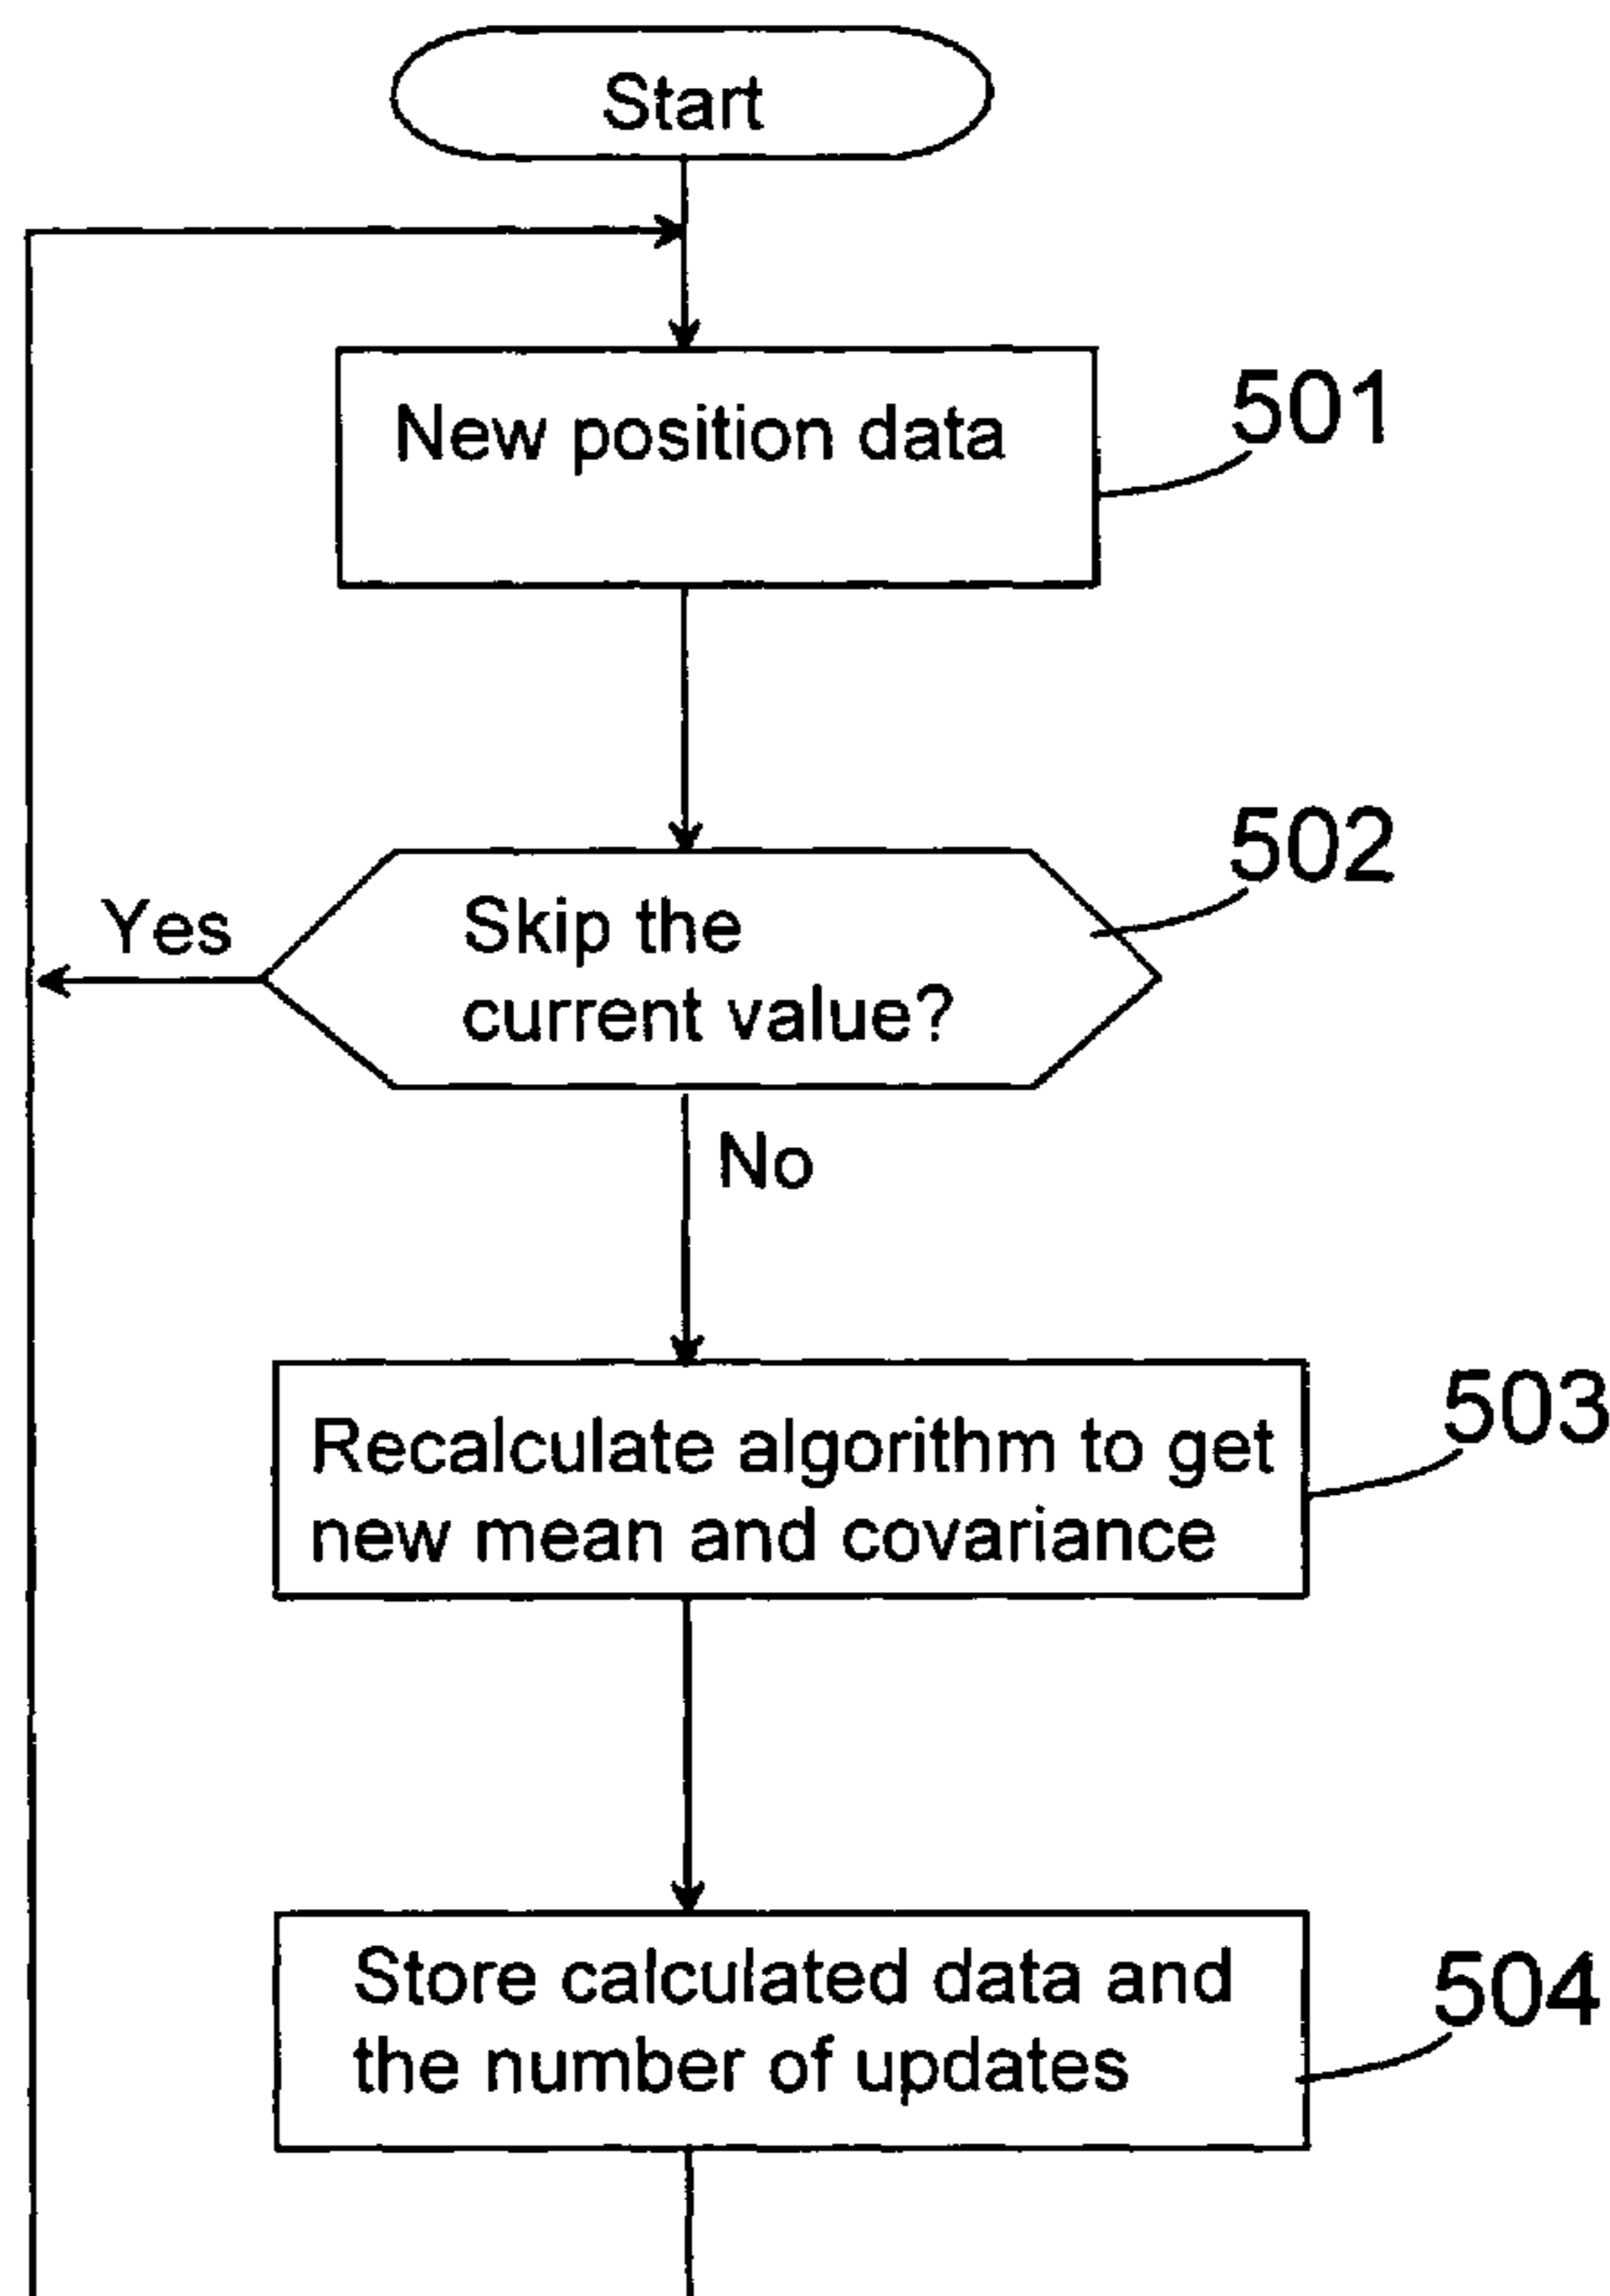 Start
New position data
501
Skip the
current value?
502
Yes
No
Recalculate algorithm to get
new mean and covariance
503
Store calculated data and
the number of updates
504